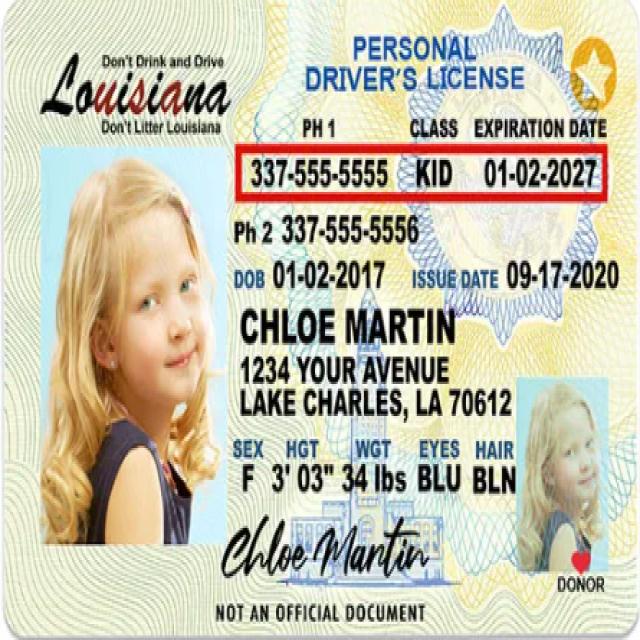 Don't Drink and Drive
Louisiana
Don't Litter Louisiana
PERSONAL
DRIVER'S LICENSE
PH 1 CLASS EXPIRATION DATE
337-555-5555 KID 01-02-2027
Ph 2 337-555-5556
DOB 01-02-2017 ISSUE DATE 09-17-2020
CHLOE MARTIN
1234 YOUR AVENUE
LAKE CHARLES, LA 70612
SEX HGT WGT EYES HAIR
F 3' 03" 34 lbs BLU BLN
Chloe Martin
DONOR
NOT AN OFFICIAL DOCUMENT